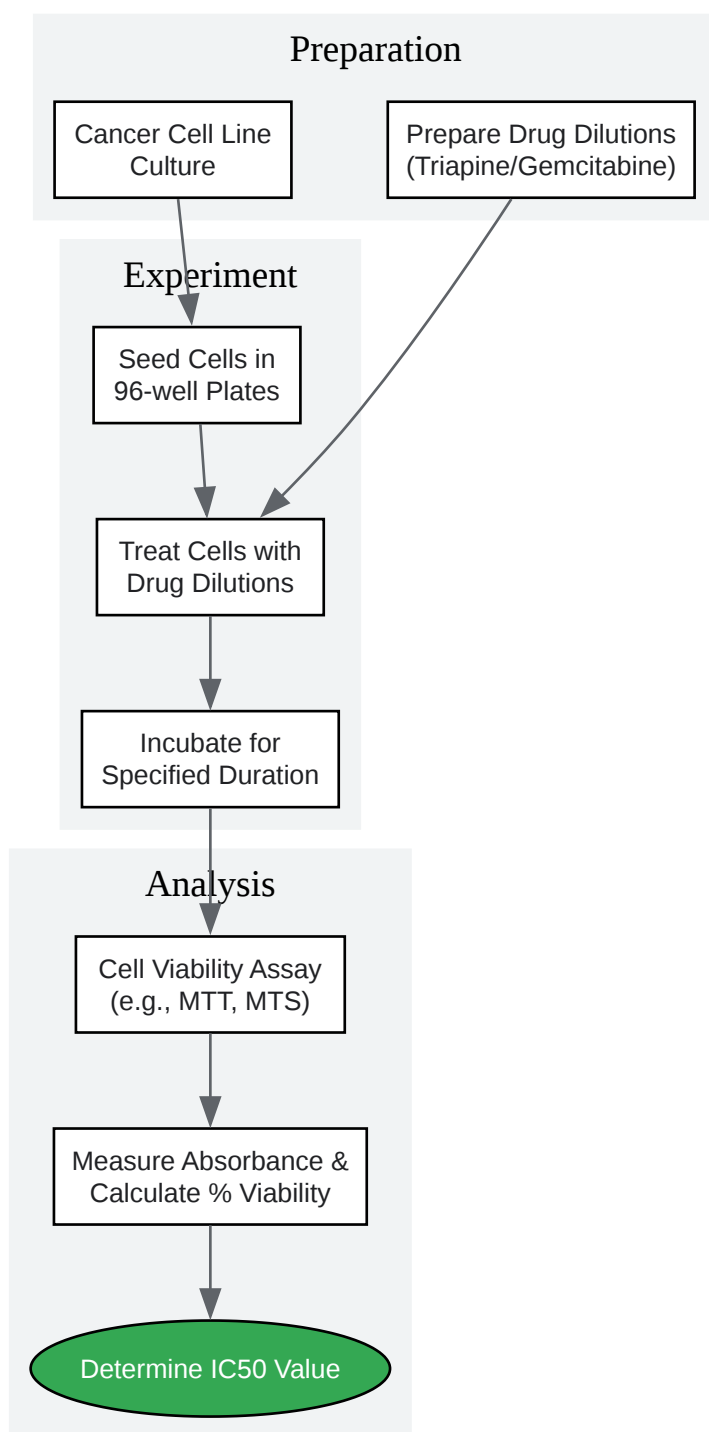 Preparation
Cancer Cell Line
Culture
Prepare Drug Dilutions
(Triapine/Gemcitabine)
Experiment
Seed Cells in
96-well Plates
Treat Cells with
Drug Dilutions
Incubate for
Specified Duration
Analysis
Cell Viability Assay
(e.g., MTT, MTS)
Measure Absorbance &
Calculate % Viability
Determine IC50 Value